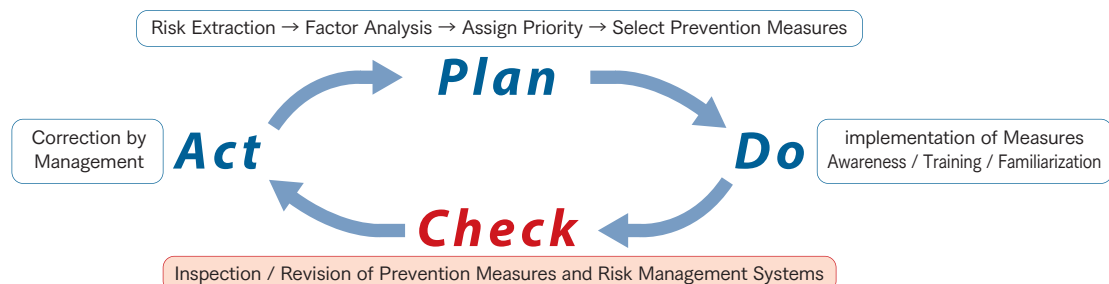 Risk Extraction → Factor Analysis → Assign Priority → Select Prevention Measures
Plan
Correction by
Management
Act
Do
implementation of Measures
Awareness / Training / Familiarization
Check
Inspection / Revision of Prevention Measures and Risk Management Systems